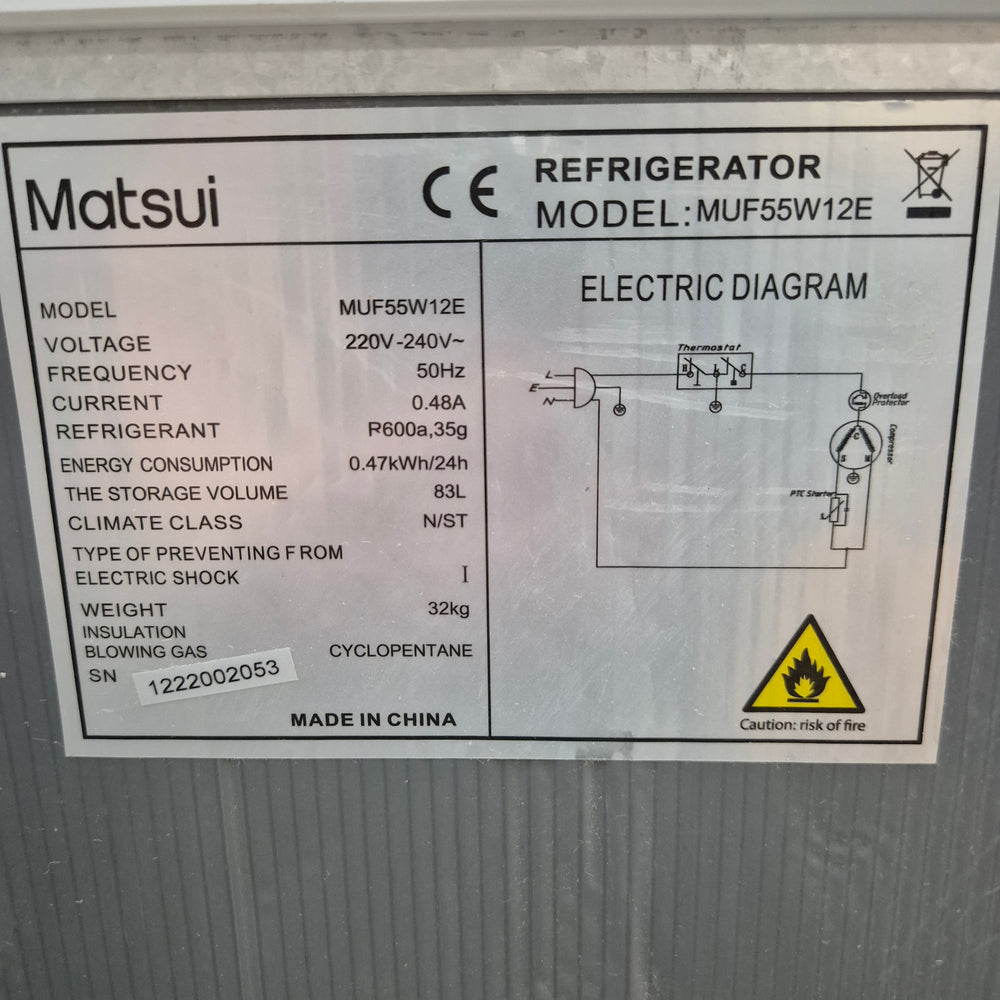 Matsui
CE
REFRIGERATOR
MODEL: MUF55W12E
MODEL MUF55W12E
VOLTAGE 220V-240V~
FREQUENCY 50Hz
CURRENT 0.48A
REFRIGERANT R600a,35g
ENERGY CONSUMPTION 0.47kWh/24h
THE STORAGE VOLUME 83L
CLIMATE CLASS N/ST
TYPE OF PREVENTING FROM
ELECTRIC SHOCK I
WEIGHT 32kg
INSULATION
BLOWING GAS CYCLOPENTANE
SN 1222002053
MADE IN CHINA
ELECTRIC DIAGRAM
Thermostat
H L C
L
E
N
Overload
Protector
Compressor
C
S M
PTC Starter
Caution: risk of fire